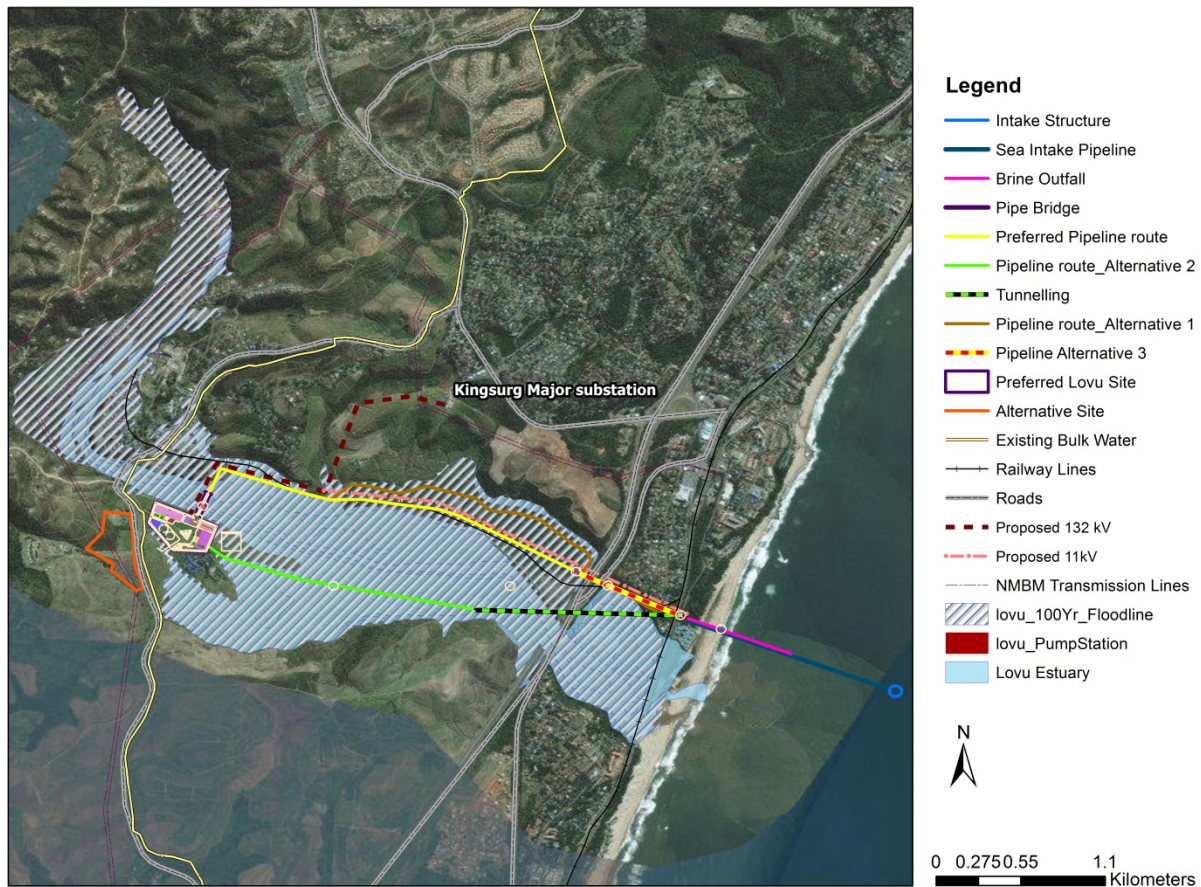 Kingsurg Major substation
Legend
Intake Structure
Sea Intake Pipeline
Brine Outfall
Pipe Bridge
Preferred Pipeline route
Pipeline route_Alternative 2
Tunnelling
Pipeline route_Alternative 1
Pipeline Alternative 3
Preferred Lovu Site
Alternative Site
Existing Bulk Water
Railway Lines
Roads
Proposed 132 kV
Proposed 11kV
NMBM Transmission Lines
lovu_100Yr_Floodline
lovu_PumpStation
Lovu Estuary
N
0 0.275 0.55 1.1
Kilometers